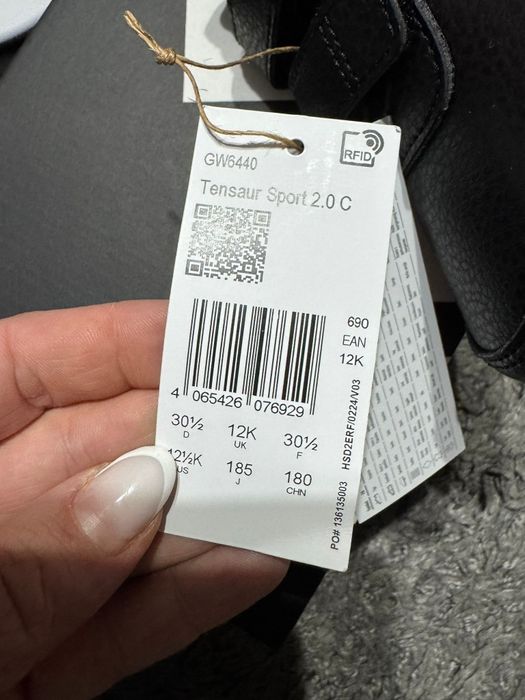 GW6440
RFID
Tensaur Sport 2.0 C
690
EAN
12K
4 065426 076929
30½ 12K 30½
D UK F
12½K 185 180
US J CHN
PO# 136135003 HSD2ERF/0224/V03